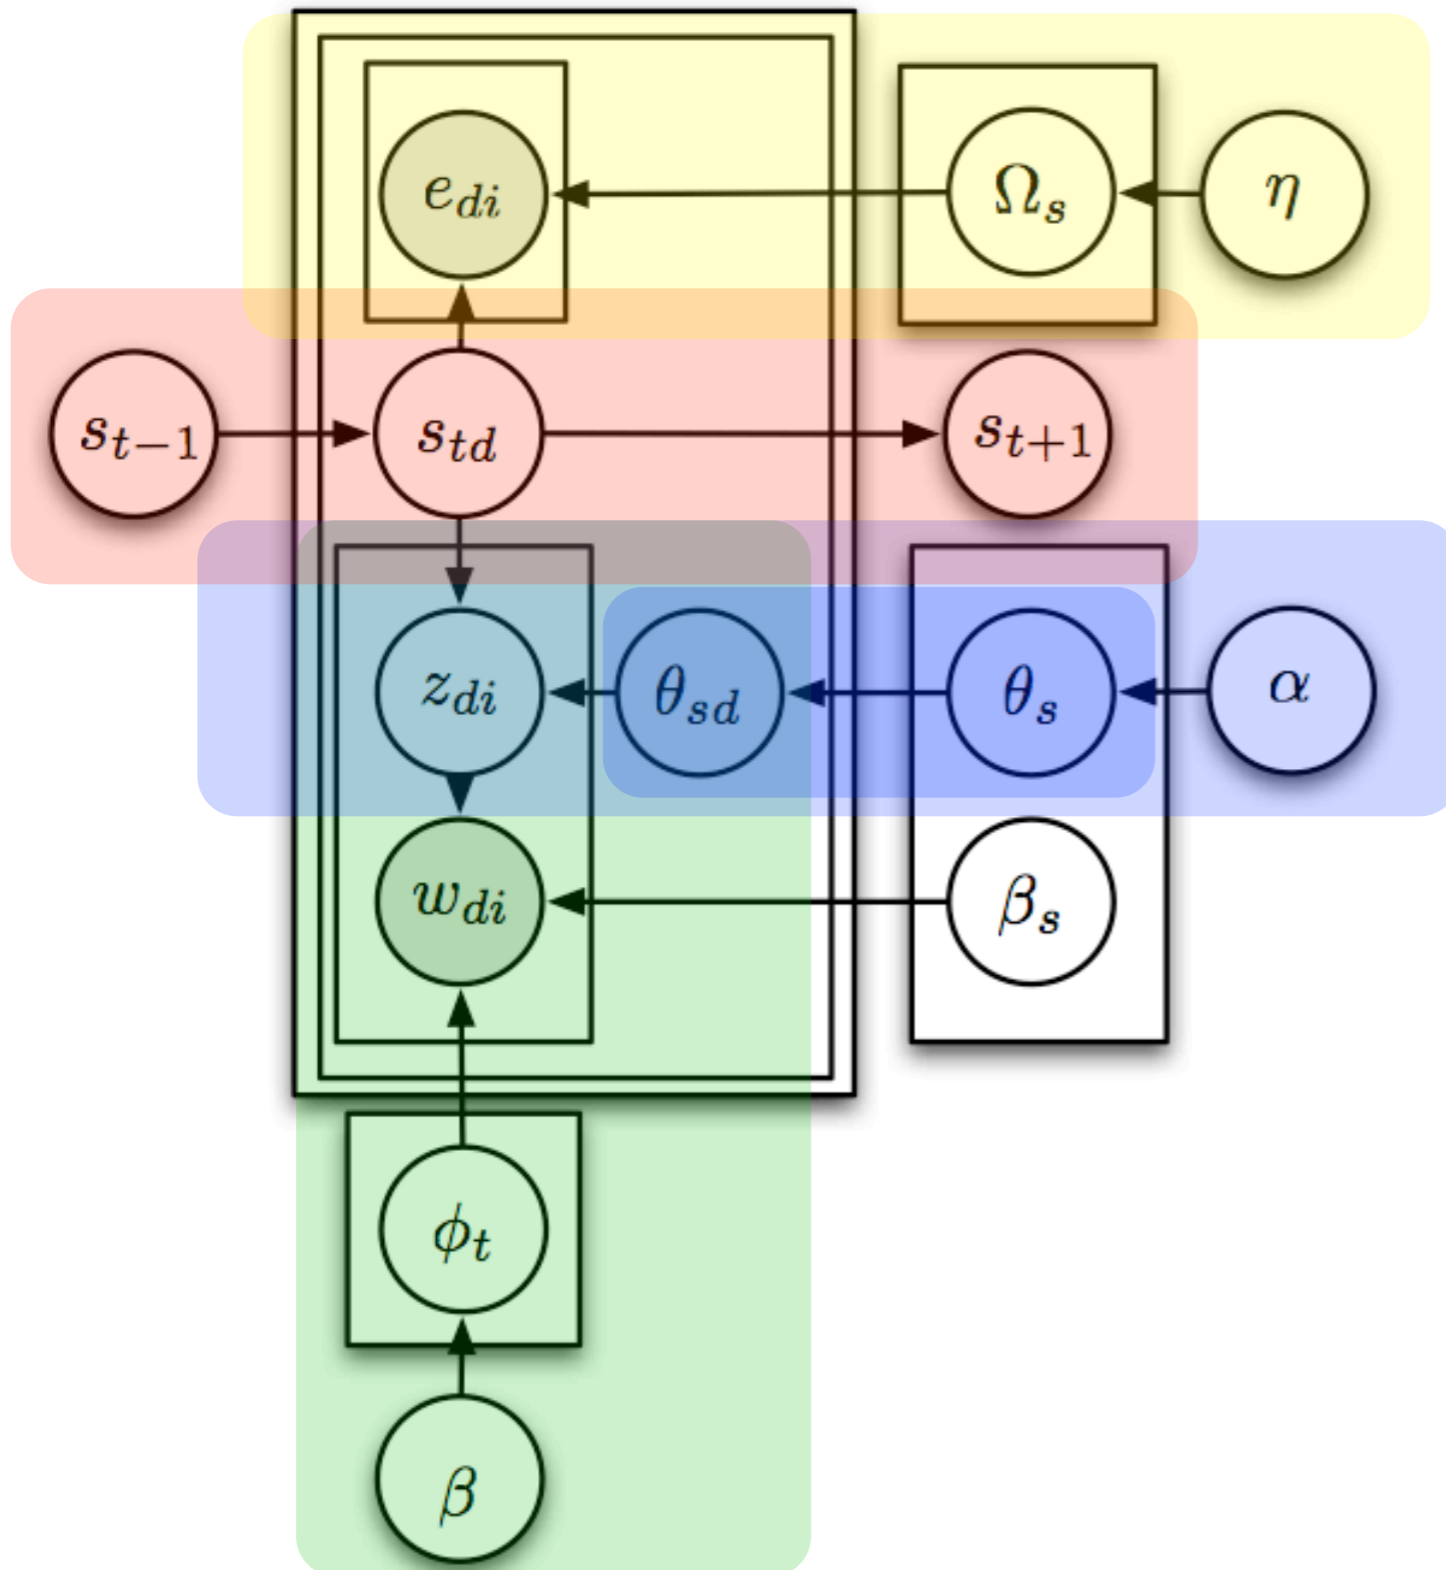 e_{di} Ω_s η
s_{t−1} s_{td} s_{t+1}
z_{di} θ_{sd} θ_s α
w_{di} β_s
ϕ_t
β